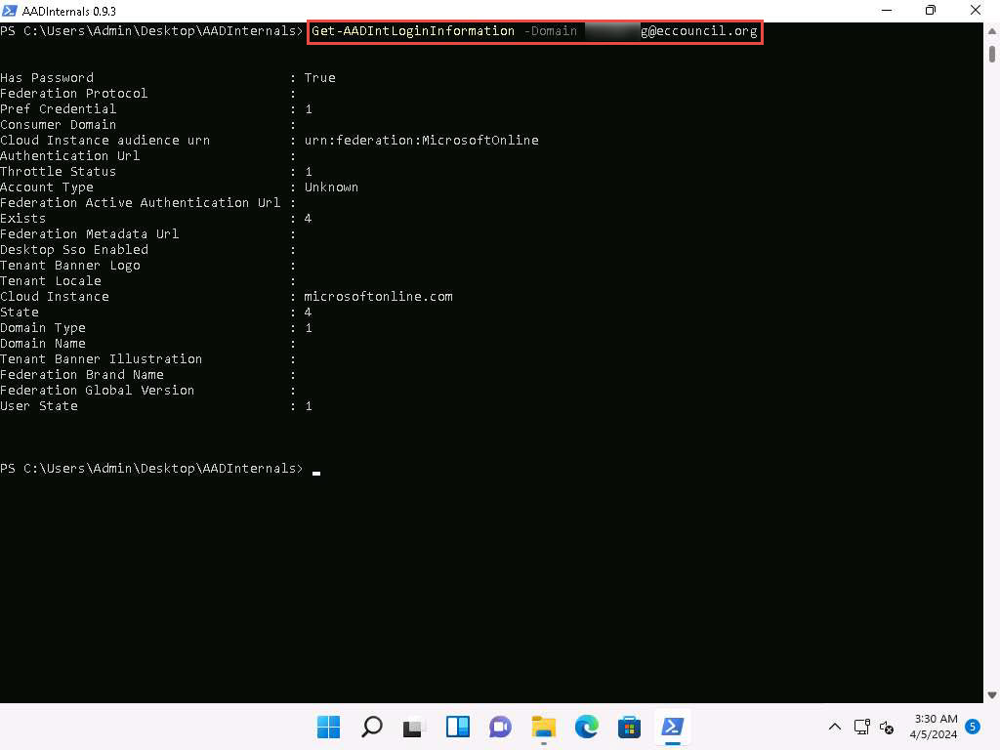 AADInternals 0.9.3
PS C:\Users\Admin\Desktop\AADInternals> Get-AADIntLoginInformation -Domain g@eccouncil.org
Has Password : True
Federation Protocol :
Pref Credential : 1
Consumer Domain :
Cloud Instance audience urn : urn:federation:MicrosoftOnline
Authentication Url :
Throttle Status : 1
Account Type : Unknown
Federation Active Authentication Url :
Exists : 4
Federation Metadata Url :
Desktop Sso Enabled :
Tenant Banner Logo :
Tenant Locale :
Cloud Instance : microsoftonline.com
State : 4
Domain Type : 1
Domain Name :
Tenant Banner Illustration :
Federation Brand Name :
Federation Global Version :
User State : 1
PS C:\Users\Admin\Desktop\AADInternals>
3:30 AM
4/5/2024
5